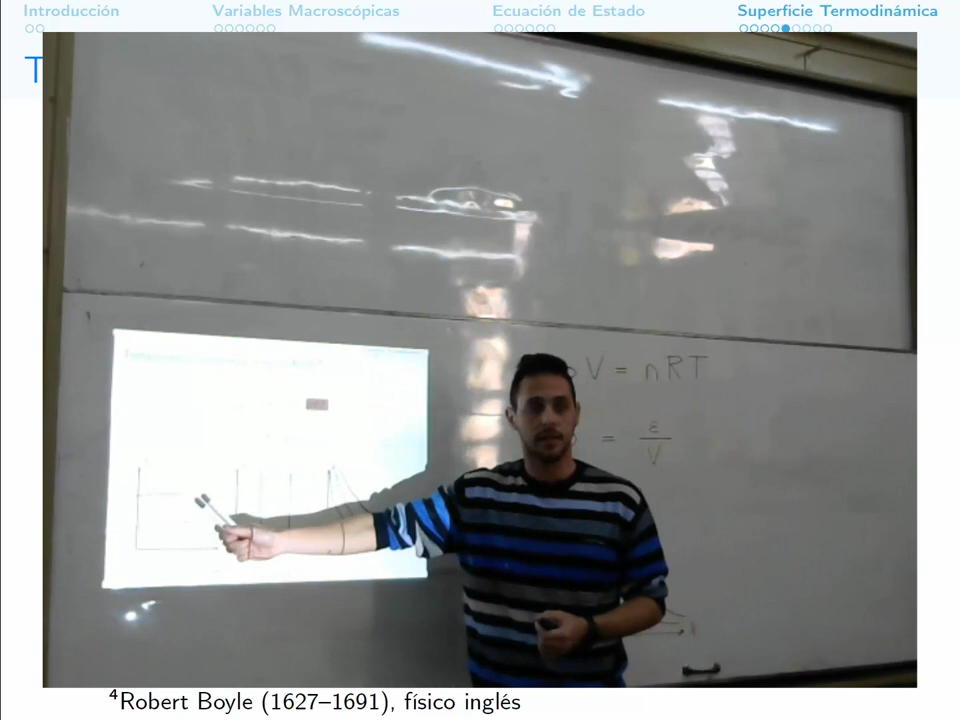 Introducción
Variables Macroscópicas
Ecuación de Estado
Superficie Termodinámica
T
V = nRT
= ε
V
⁴Robert Boyle (1627–1691), físico inglés